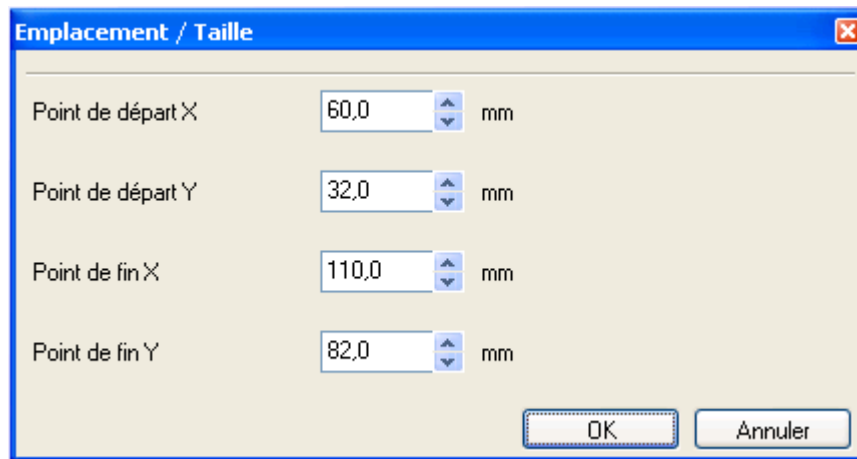 Emplacement / Taille
Point de départ X 60,0 mm
Point de départ Y 32,0 mm
Point de fin X 110,0 mm
Point de fin Y 82,0 mm
OK Annuler